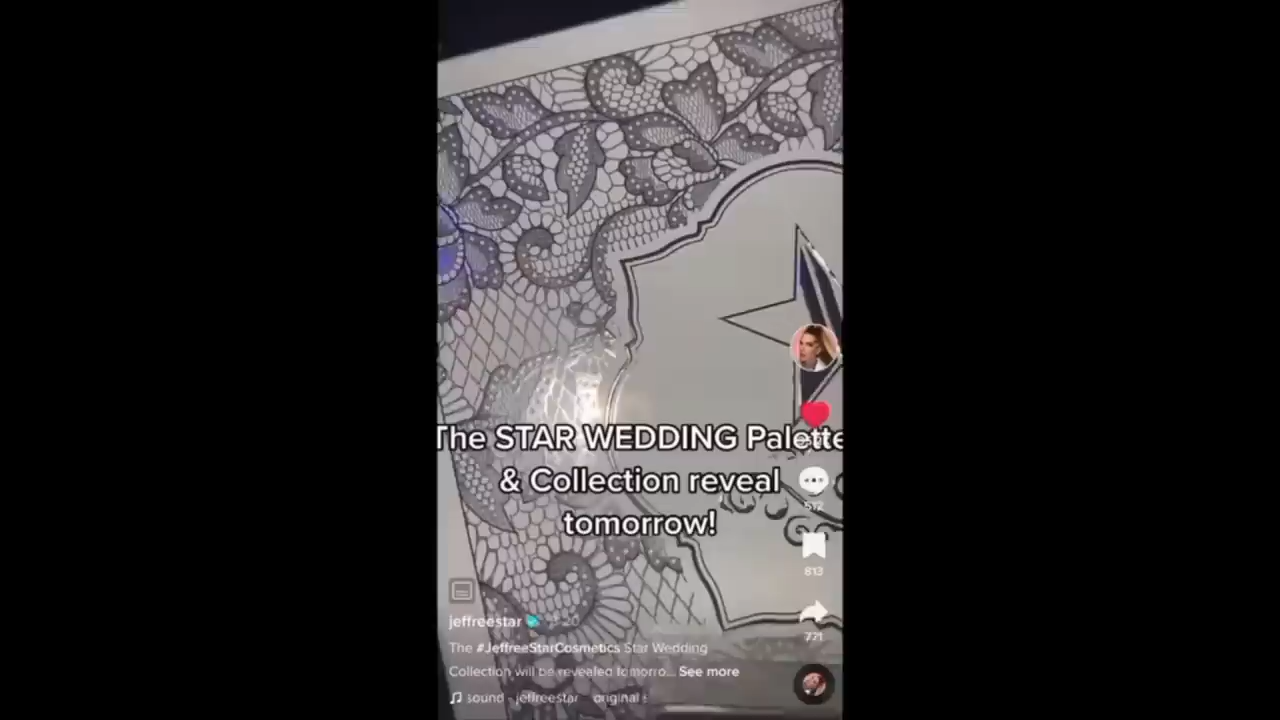 The STAR WEDDING Palette
& Collection reveal
tomorrow!
572
813
771
jeffreestar
The #JeffreeStarCosmetics Star Wedding
Collection will be revealed tomorro... See more
sound - jeffreestar original s